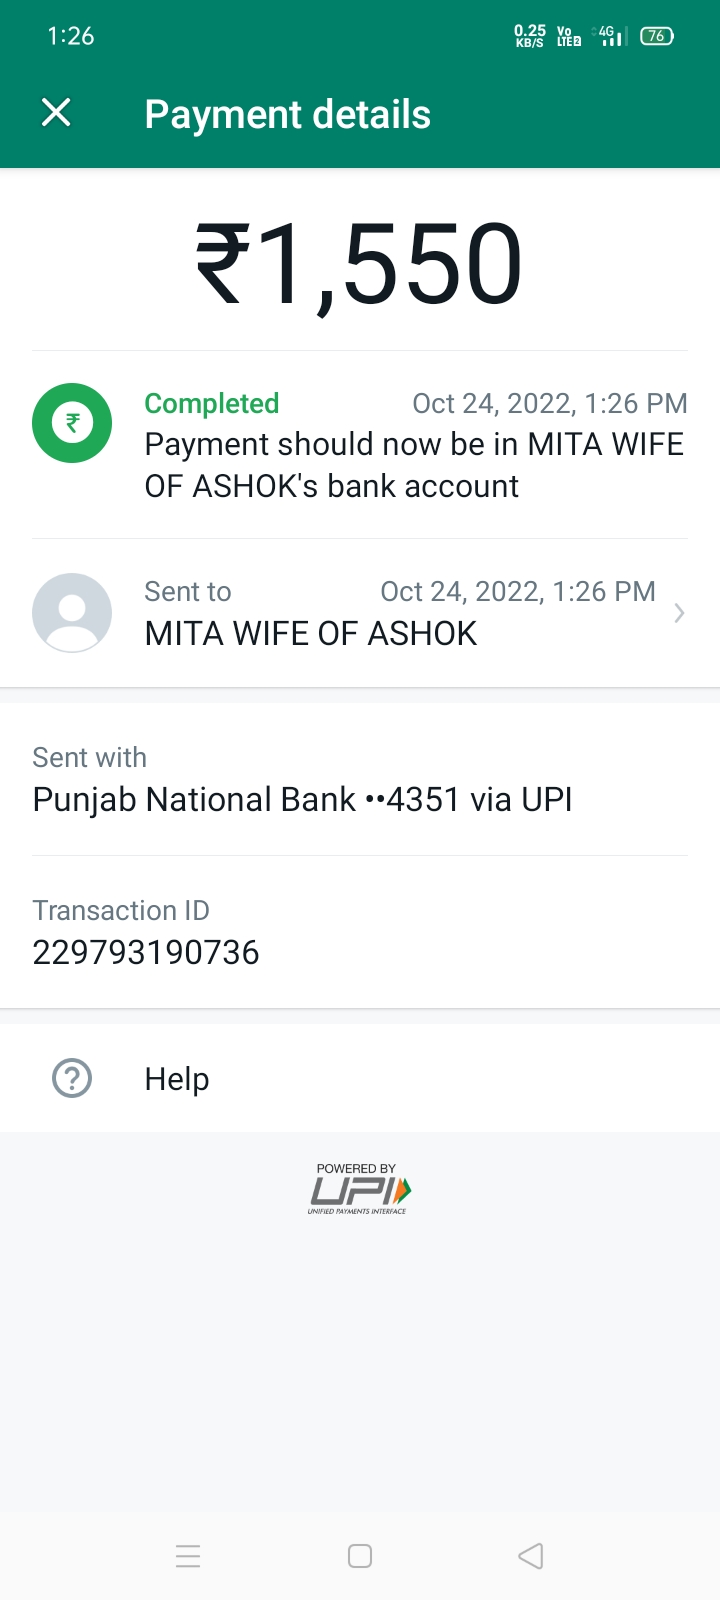 1:26
0.25 KB/S Vo LTE2 4G 76
Payment details
₹1,550
₹
Completed Oct 24, 2022, 1:26 PM
Payment should now be in MITA WIFE
OF ASHOK's bank account
Sent to Oct 24, 2022, 1:26 PM
MITA WIFE OF ASHOK
Sent with
Punjab National Bank ••4351 via UPI
Transaction ID
229793190736
? Help
POWERED BY
UPI
UNIFIED PAYMENTS INTERFACE